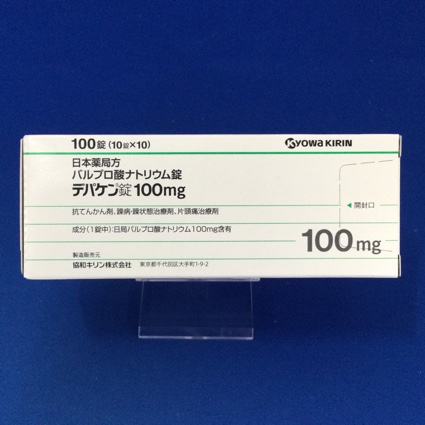 100錠(10錠×10)
KYOWA KIRIN
日本薬局方
バルプロ酸ナトリウム錠
デパケン®錠100mg
抗てんかん剤、躁病・躁状態治療剤、片頭痛治療剤
◀開封口
成分(1錠中):日局バルプロ酸ナトリウム100mg含有
100mg
製造販売元
協和キリン株式会社 東京都千代田区大手町1-9-2